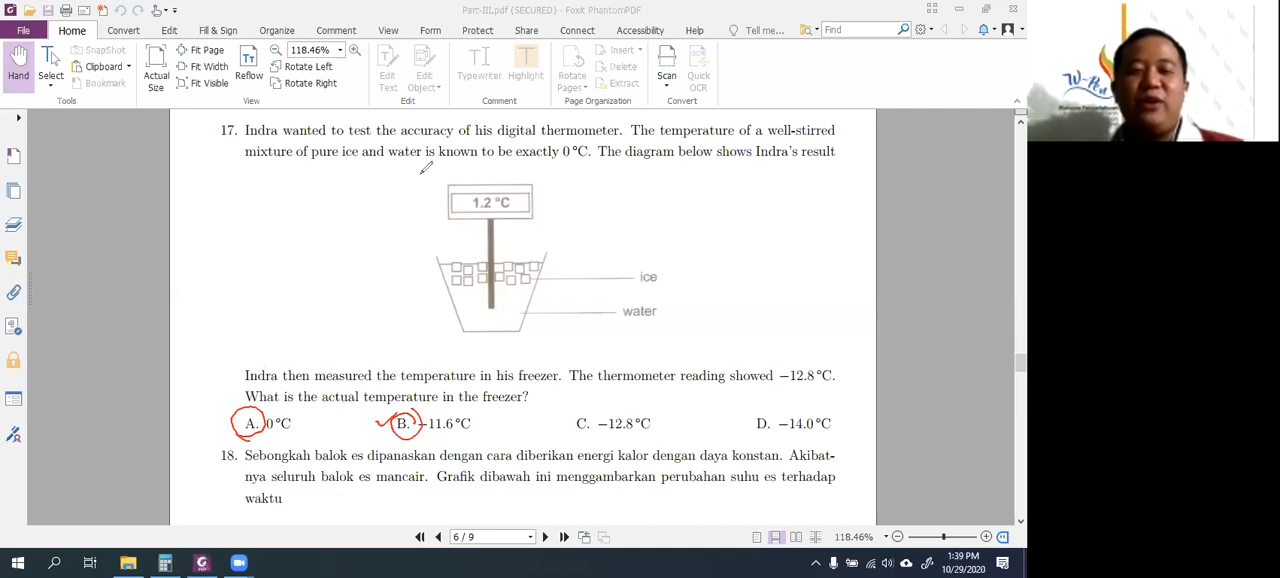 Part-III.pdf (SECURED) - Foxit PhantomPDF
File Home Convert Edit Fill & Sign Organize Comment View Form Protect Share Connect Accessibility Help Tell me... Find
Hand
Select
SnapShot
Clipboard
Bookmark
Actual Size
Fit Page
Fit Width
Fit Visible
Reflow
118.46%
Rotate Left
Rotate Right
Edit Text
Edit Object
Typewriter
Highlight
Rotate Pages
Insert
Delete
Extract
Scan
Quick OCR
Tools View Edit Comment Page Organization Convert
17. Indra wanted to test the accuracy of his digital thermometer. The temperature of a well-stirred
mixture of pure ice and water is known to be exactly 0 °C. The diagram below shows Indra's result
1.2 °C
ice
water
Indra then measured the temperature in his freezer. The thermometer reading showed −12.8 °C.
What is the actual temperature in the freezer?
A. 0 °C B. −11.6 °C C. −12.8 °C D. −14.0 °C
18. Sebongkah balok es dipanaskan dengan cara diberikan energi kalor dengan daya konstan. Akibat-
nya seluruh balok es mancair. Grafik dibawah ini menggambarkan perubahan suhu es terhadap
waktu
6 / 9 118.46%
1:39 PM
10/29/2020